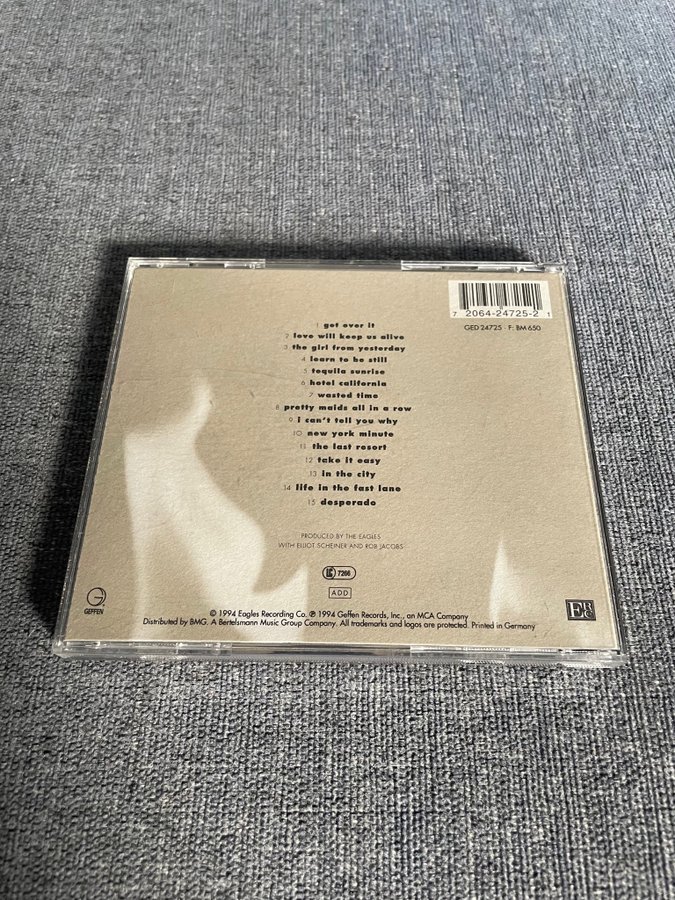 7 2064-24725-2 1
8
GED 24725 · F: BM 650
1 get over it
2 love will keep us alive
3 the girl from yesterday
4 learn to be still
5 tequila sunrise
6 hotel california
7 wasted time
8 pretty maids all in a row
9 i can't tell you why
10 new york minute
11 the last resort
12 take it easy
13 in the city
14 life in the fast lane
15 desperado
PRODUCED BY THE EAGLES
WITH ELLIOT SCHEINER AND ROB JACOBS
LC 7266
ADD
G
GEFFEN
© 1994 Eagles Recording Co. ℗ 1994 Geffen Records, Inc., an MCA Company
Distributed by BMG. A Bertelsmann Music Group Company. All trademarks and logos are protected. Printed in Germany
ERC